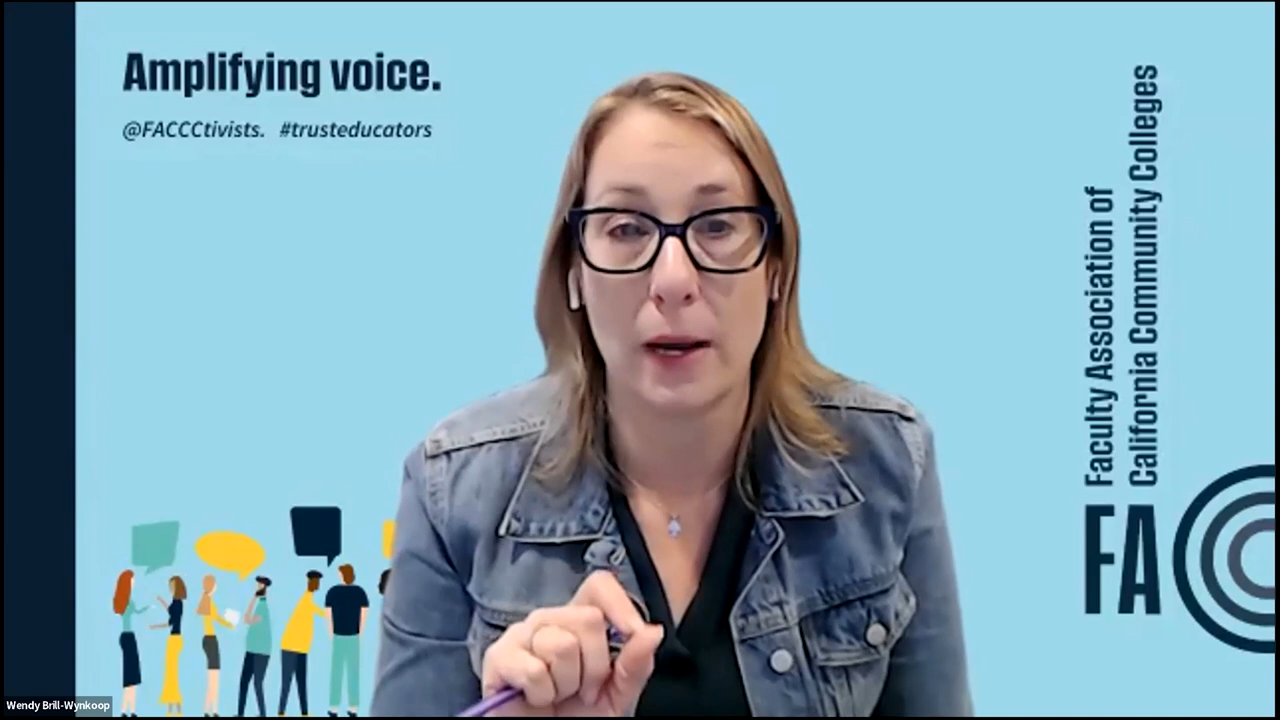 Amplifying voice.
@FACCCtivists. #trusteducators
Faculty Association of
California Community Colleges
FA
Wendy Brill-Wynkoop